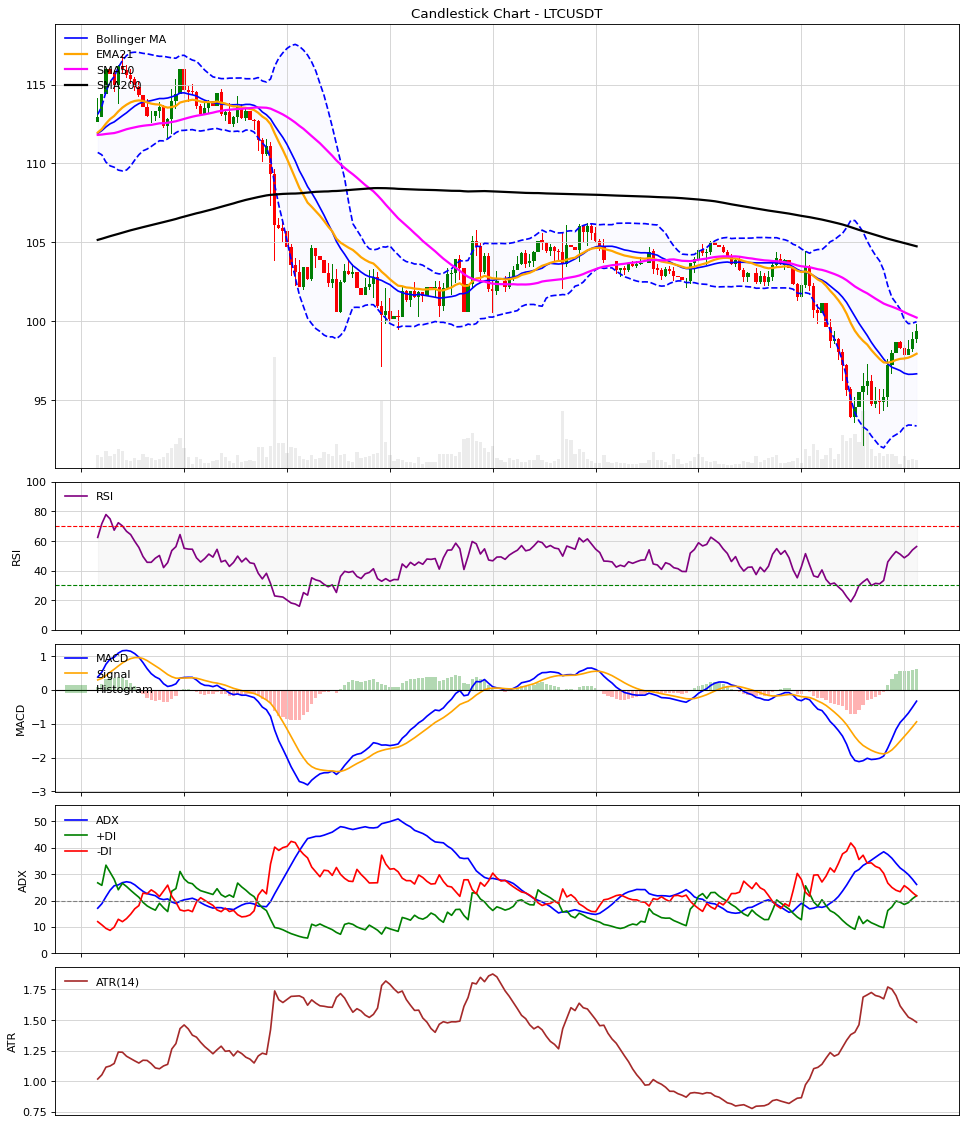 Candlestick Chart - LTCUSDT
Bollinger MA
EMA21
SMA50
SMA200
115
110
105
100
95
RSI
100
80
60
40
20
0
RSI
MACD
Signal
Histogram
1
0
−1
−2
−3
MACD
ADX
+DI
-DI
50
40
30
20
10
0
ADX
ATR(14)
1.75
1.50
1.25
1.00
0.75
ATR